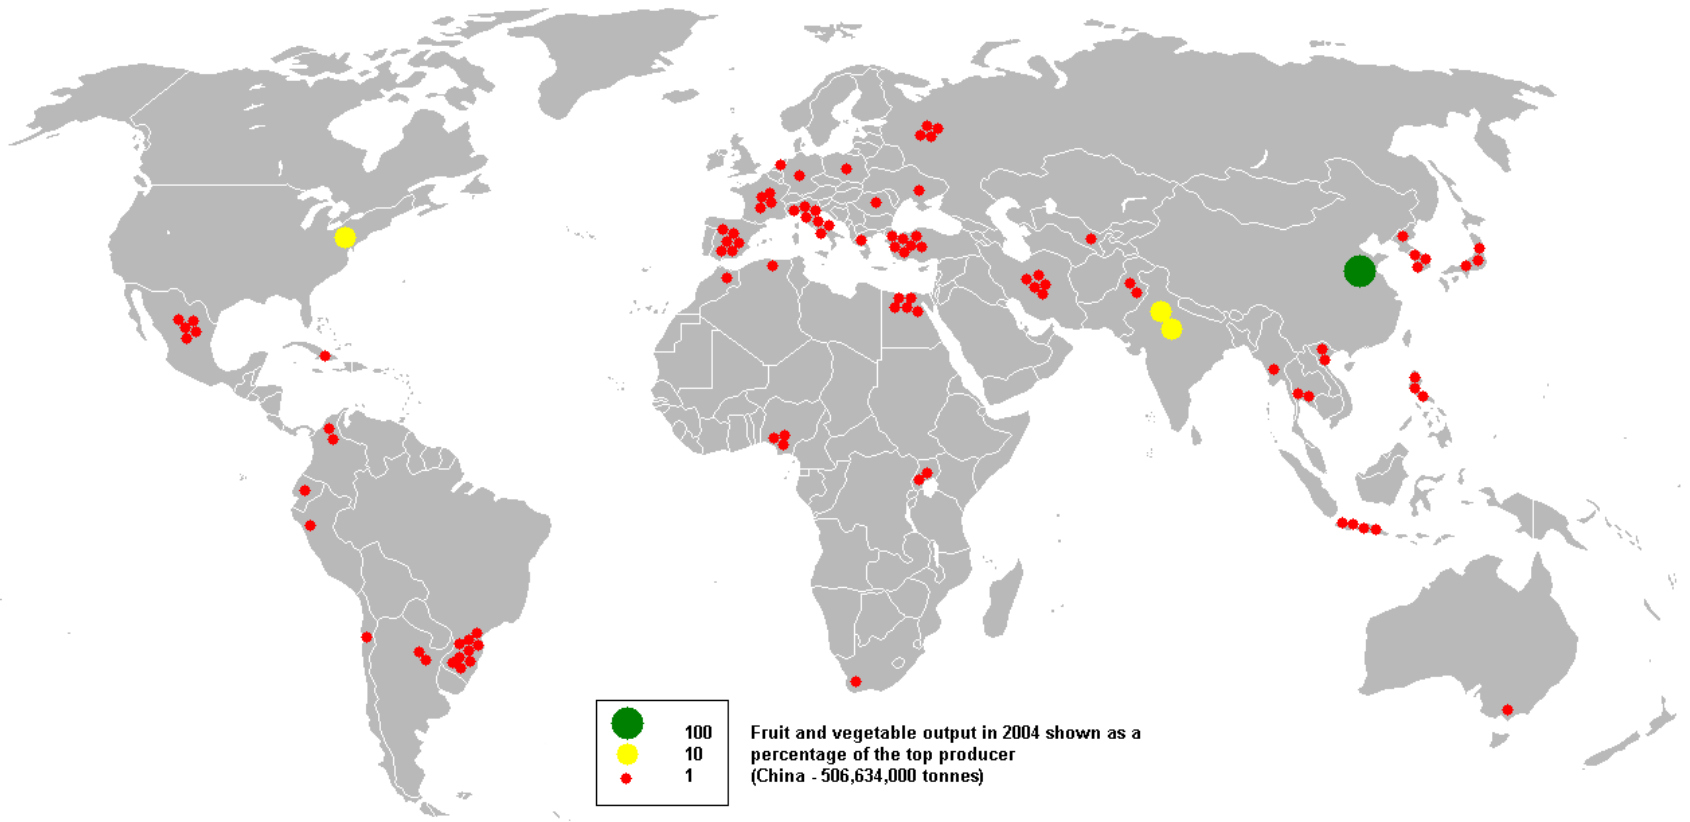 100
10
1
Fruit and vegetable output in 2004 shown as a
percentage of the top producer
(China - 506,634,000 tonnes)